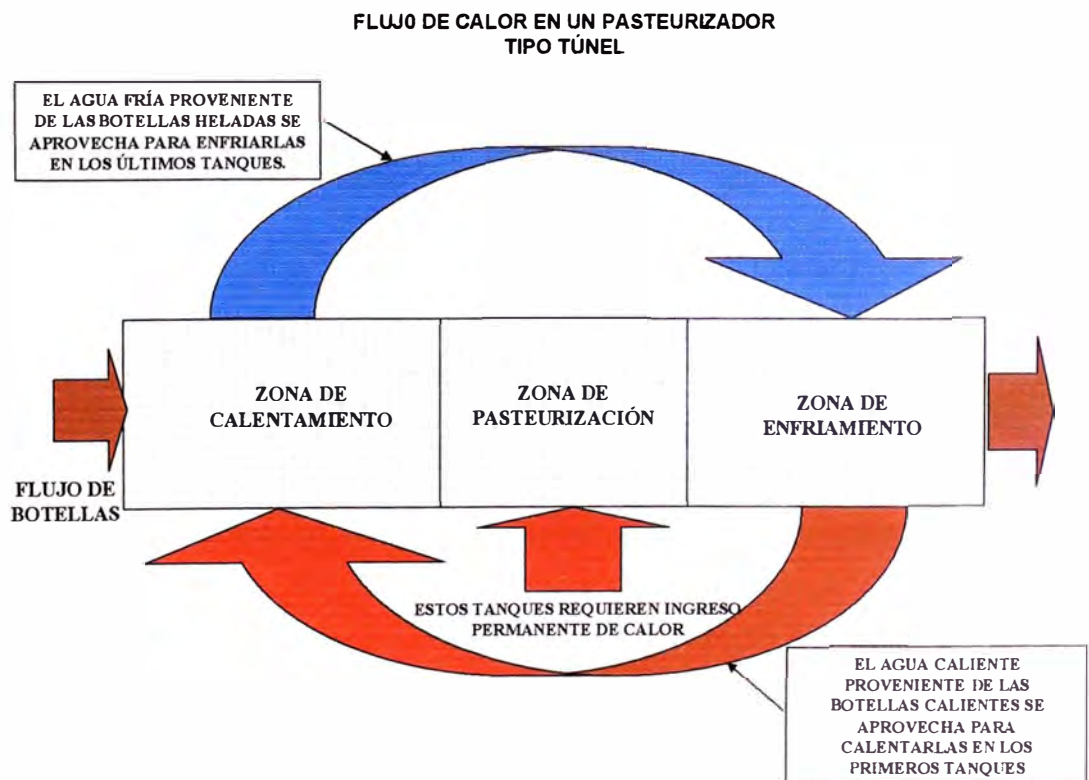 FLUJO DE CALOR EN UN PASTEURIZADOR
TIPO TÚNEL
EL AGUA FRÍA PROVENIENTE
DE LAS BOTELLAS HELADAS SE
APROVECHA PARA ENFRIARLAS
EN LOS ÚLTIMOS TANQUES.
ZONA DE
CALENTAMIENTO
ZONA DE
PASTEURIZACIÓN
ZONA DE
ENFRIAMIENTO
FLUJO DE
BOTELLAS
ESTOS TANQUES REQUIEREN INGRESO
PERMANENTE DE CALOR
EL AGUA CALIENTE
PROVENIENTE DE LAS
BOTELLAS CALIENTES SE
APROVECHA PARA
CALENTARLAS EN LOS
PRIMEROS TANQUES